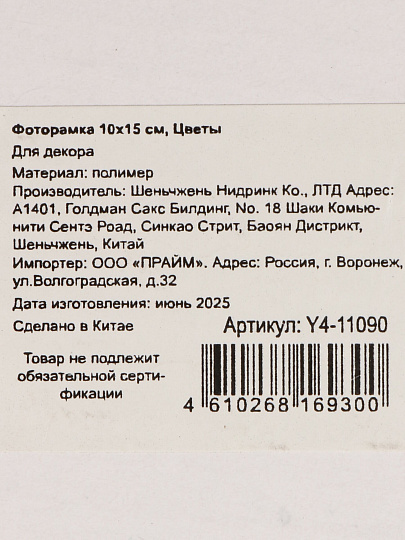 Фоторамка 10x15 см, Цветы
Для декора
Материал: полимер
Производитель: Шеньчжень Нидринк Ко., ЛТД Адрес:
А1401, Голдман Сакс Билдинг, No. 18 Шаки Комью-
нити Сентэ Роад, Синкао Стрит, Баоян Дистрикт,
Шеньчжень, Китай
Импортер: ООО «ПРАЙМ». Адрес: Россия, г. Воронеж,
ул.Волгоградская, д.32
Дата изготовления: июнь 2025
Сделано в Китае
Артикул: Y4-11090
Товар не подлежит
обязательной серти-
фикации
4 610268 169300